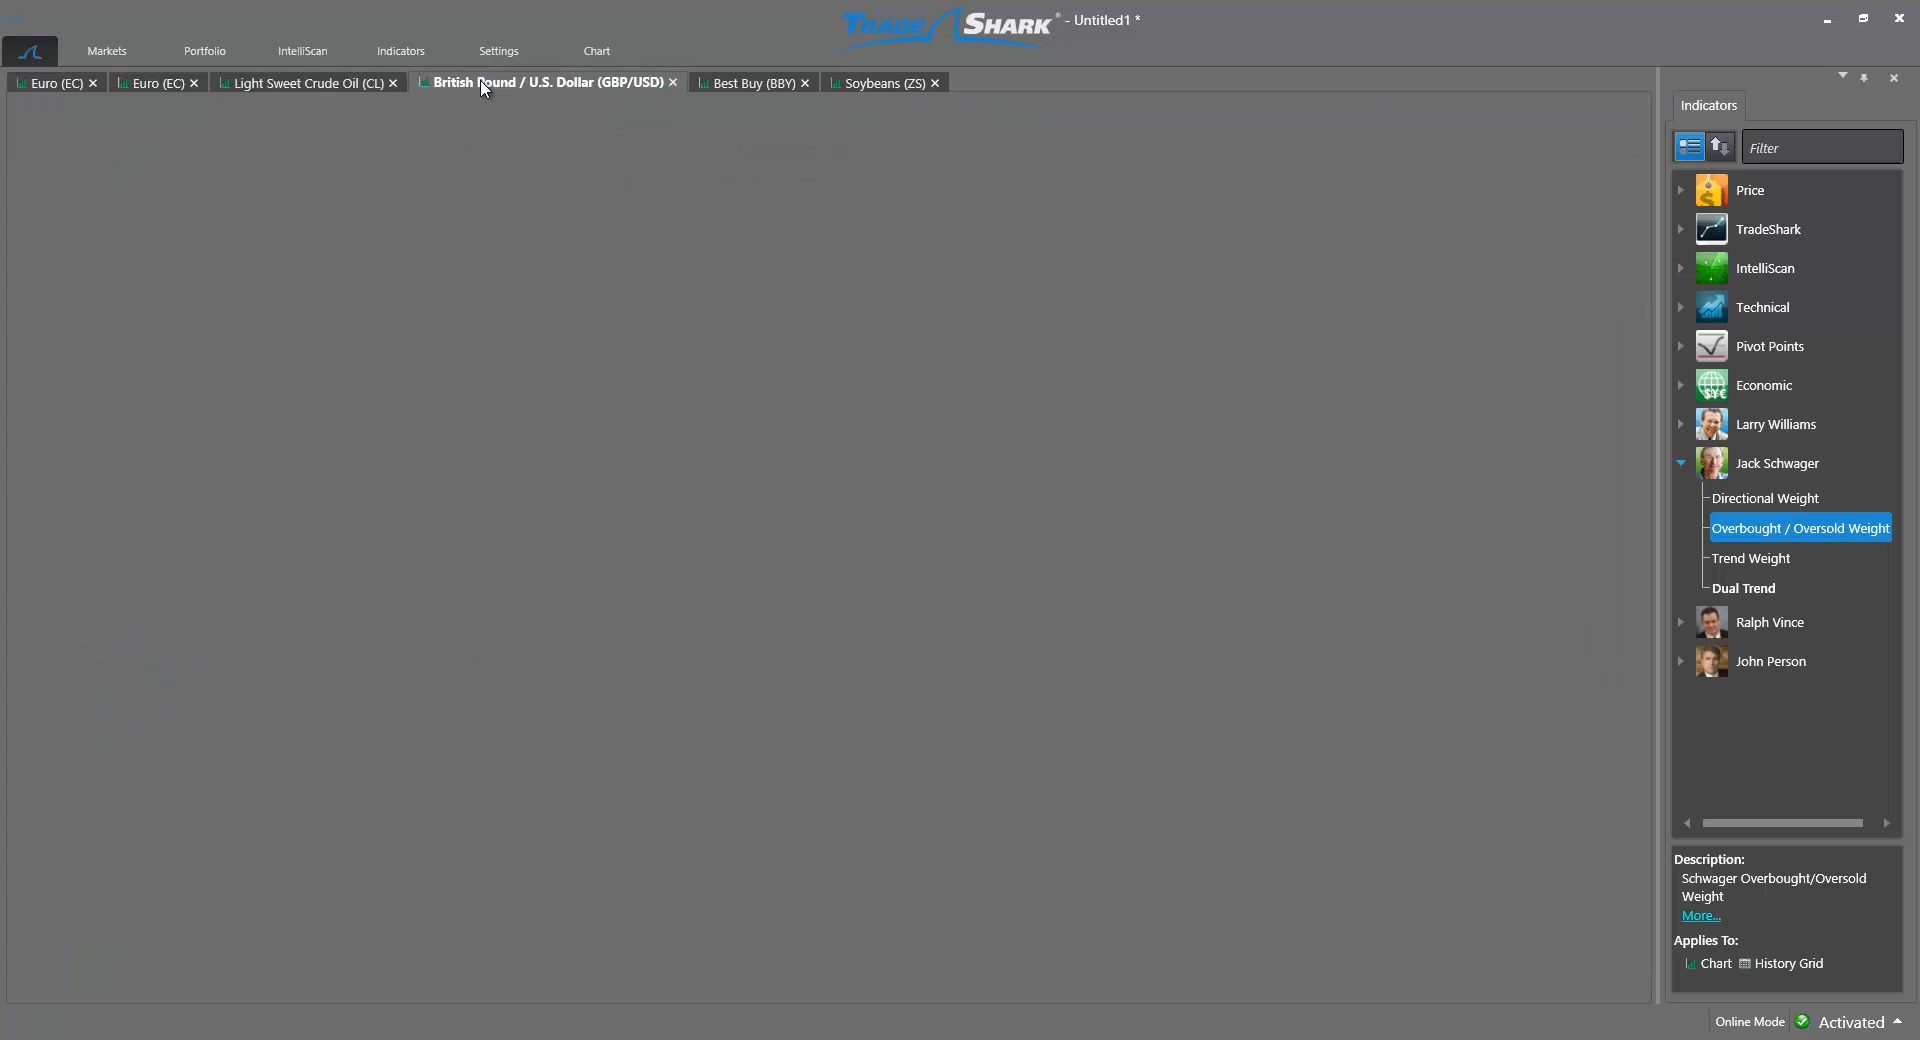 TRADE SHARK® - Untitled1 *
Markets Portfolio IntelliScan Indicators Settings Chart
Euro (EC) Euro (EC) Light Sweet Crude Oil (CL) British Pound / U.S. Dollar (GBP/USD) Best Buy (BBY) Soybeans (ZS)
Indicators
Filter
Price
TradeShark
IntelliScan
Technical
Pivot Points
Economic
Larry Williams
Jack Schwager
Directional Weight
Overbought / Oversold Weight
Trend Weight
Dual Trend
Ralph Vince
John Person
Description:
Schwager Overbought/Oversold
Weight
More...
Applies To:
Chart History Grid
Online Mode Activated